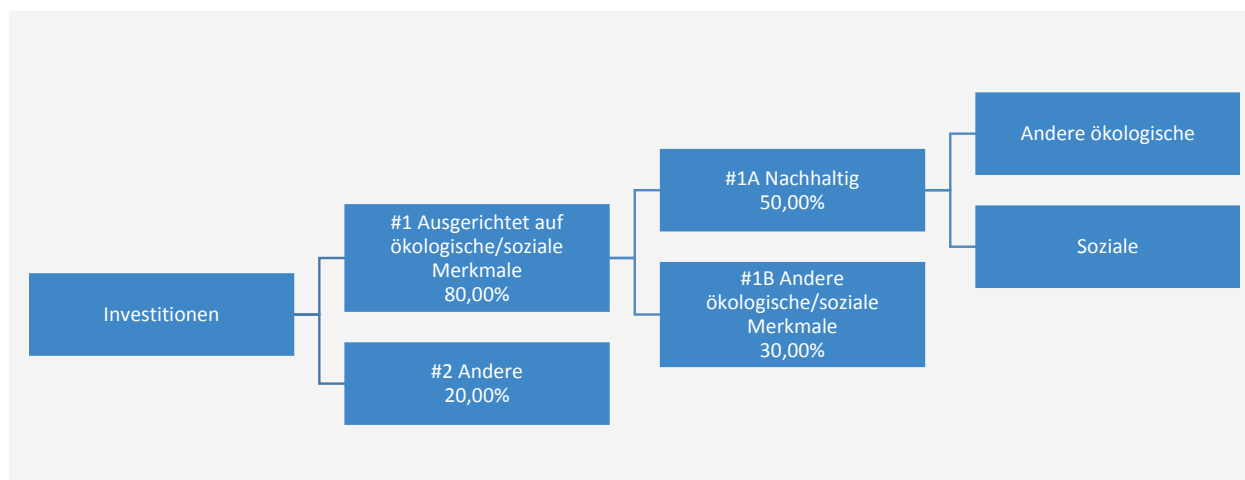 Investitionen
#1 Ausgerichtet auf
ökologische/soziale
Merkmale
80,00%
#2 Andere
20,00%
#1A Nachhaltig
50,00%
#1B Andere
ökologische/soziale
Merkmale
30,00%
Andere ökologische
Soziale